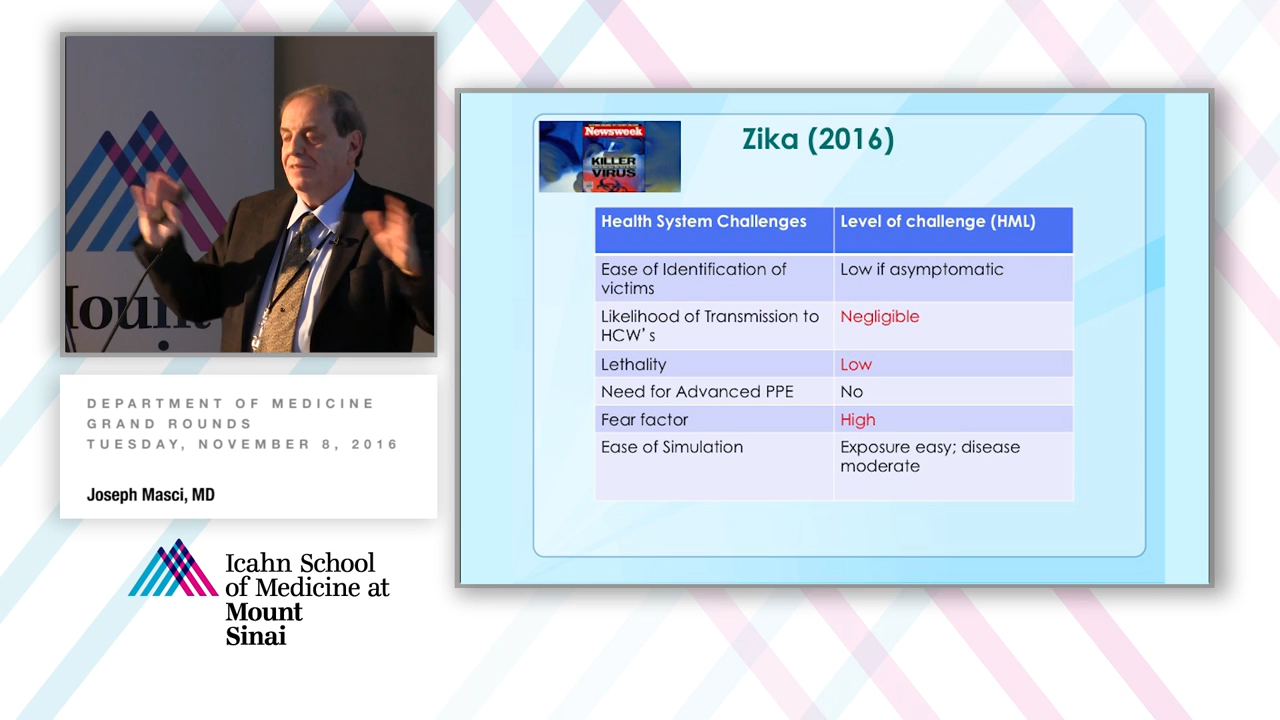 Mount
DEPARTMENT OF MEDICINE
GRAND ROUNDS
TUESDAY, NOVEMBER 8, 2016
Joseph Masci, MD
Icahn School
of Medicine at
Mount
Sinai
Newsweek
KILLER
VIRUS
Zika (2016)
Health System Challenges
Level of challenge (HML)
Ease of Identification of
victims
Low if asymptomatic
Likelihood of Transmission to
HCW's
Negligible
Lethality
Low
Need for Advanced PPE
No
Fear factor
High
Ease of Simulation
Exposure easy; disease
moderate